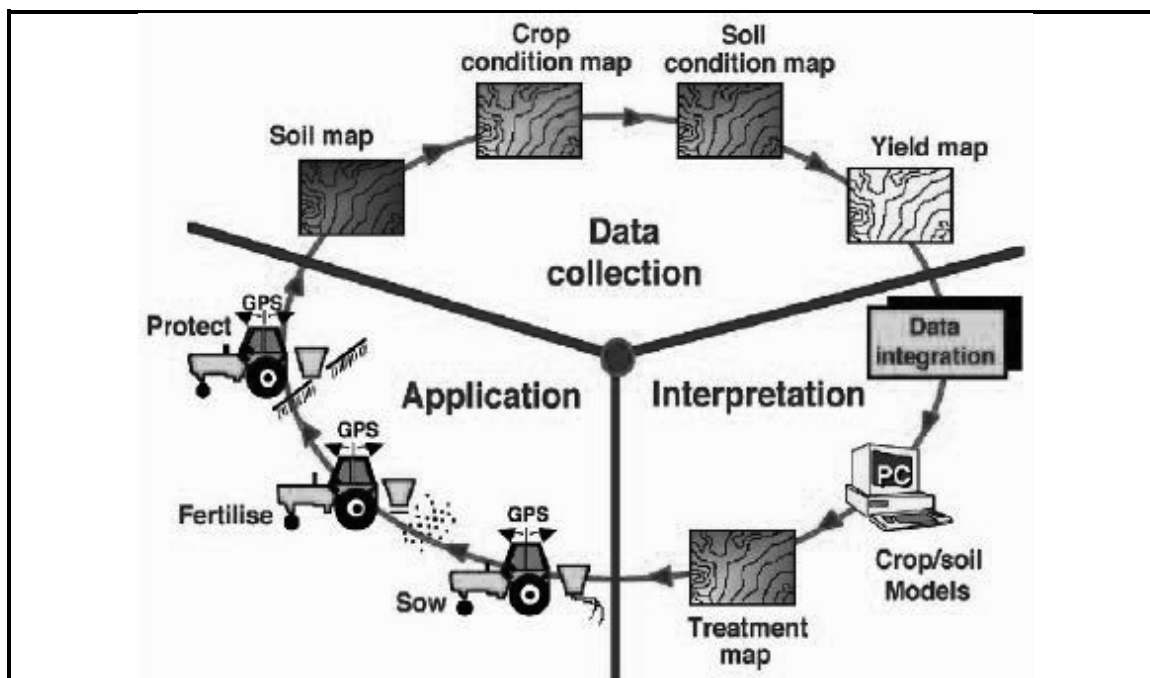 Crop
condition map
Soil
condition map
Soil map
Yield map
Data
collection
GPS
Protect
Data
integration
Application
Interpretation
GPS
PC
Fertilise
GPS
Crop/soil
Models
Sow
Treatment
map